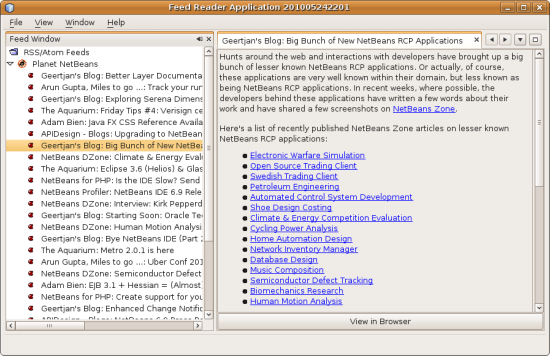 Feed Reader Application 201005242201
File View Window Help
Feed Window
RSS/Atom Feeds
Planet NetBeans
Geertjan's Blog: Better Layer Documenta
Arun Gupta, Miles to go ...: Track your run
Geertjan's Blog: Exploring Serena Dimens
The Aquarium: Friday Tips #4: Verisign ce
Adam Bien: Java FX CSS Reference Availa
APIDesign - Blogs: Upgrading to NetBean
Geertjan's Blog: Big Bunch of New NetBea
NetBeans DZone: Climate & Energy Evalu
The Aquarium: Eclipse 3.6 (Helios) & Glas
NetBeans for PHP: Is the IDE Slow? Send
NetBeans Profiler: NetBeans IDE 6.9 Rele
NetBeans DZone: Interview: Kirk Pepperd
Geertjan's Blog: Starting Soon: Oracle Te
NetBeans DZone: Human Motion Analys
Geertjan's Blog: Bye NetBeans IDE (Part 
The Aquarium: Metro 2.0.1 is here
Arun Gupta, Miles to go ...: Uber Conf 201
NetBeans DZone: Semiconductor Defect
Adam Bien: EJB 3.1 + Hessian = (Almost)
NetBeans for PHP: Create support for you
Geertjan's Blog: Enhanced Change Notific
Geertjan's Blog: Big Bunch of New NetBeans RCP Applications
Hunts around the web and interactions with developers have brought up a big
bunch of lesser known NetBeans RCP applications. Or actually, of course,
these applications are very well known within their domain, but less known as
being NetBeans RCP applications. In recent weeks, where possible, the
developers behind these applications have written a few words about their
work and have shared a few screenshots on NetBeans Zone.
Here's a list of recently published NetBeans Zone articles on lesser known
NetBeans RCP applications:
Electronic Warfare Simulation
Open Source Trading Client
Swedish Trading Client
Petroleum Engineering
Automated Control System Development
Shoe Design Costing
Climate & Energy Competition Evaluation
Cycling Power Analysis
Home Automation Design
Network Inventory Manager
Database Design
Music Composition
Semiconductor Defect Tracking
Biomechanics Research
Human Motion Analysis
View in Browser